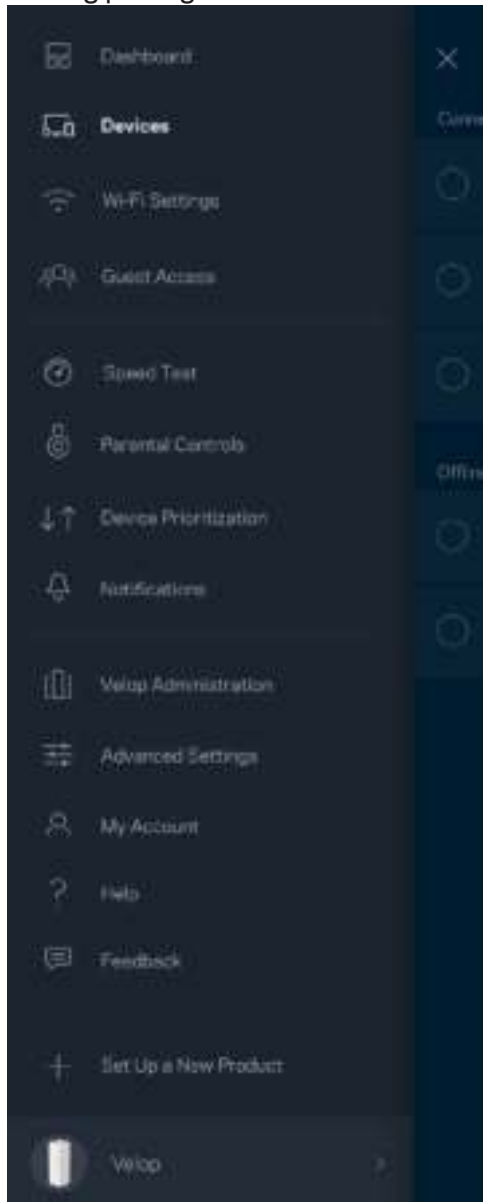 Dashboard
Devices
Wi-Fi Settings
Guest Access
Speed Test
Parental Controls
Device Prioritization
Notifications
Velop Administration
Advanced Settings
My Account
Help
Feedback
Set Up a New Product
Velop